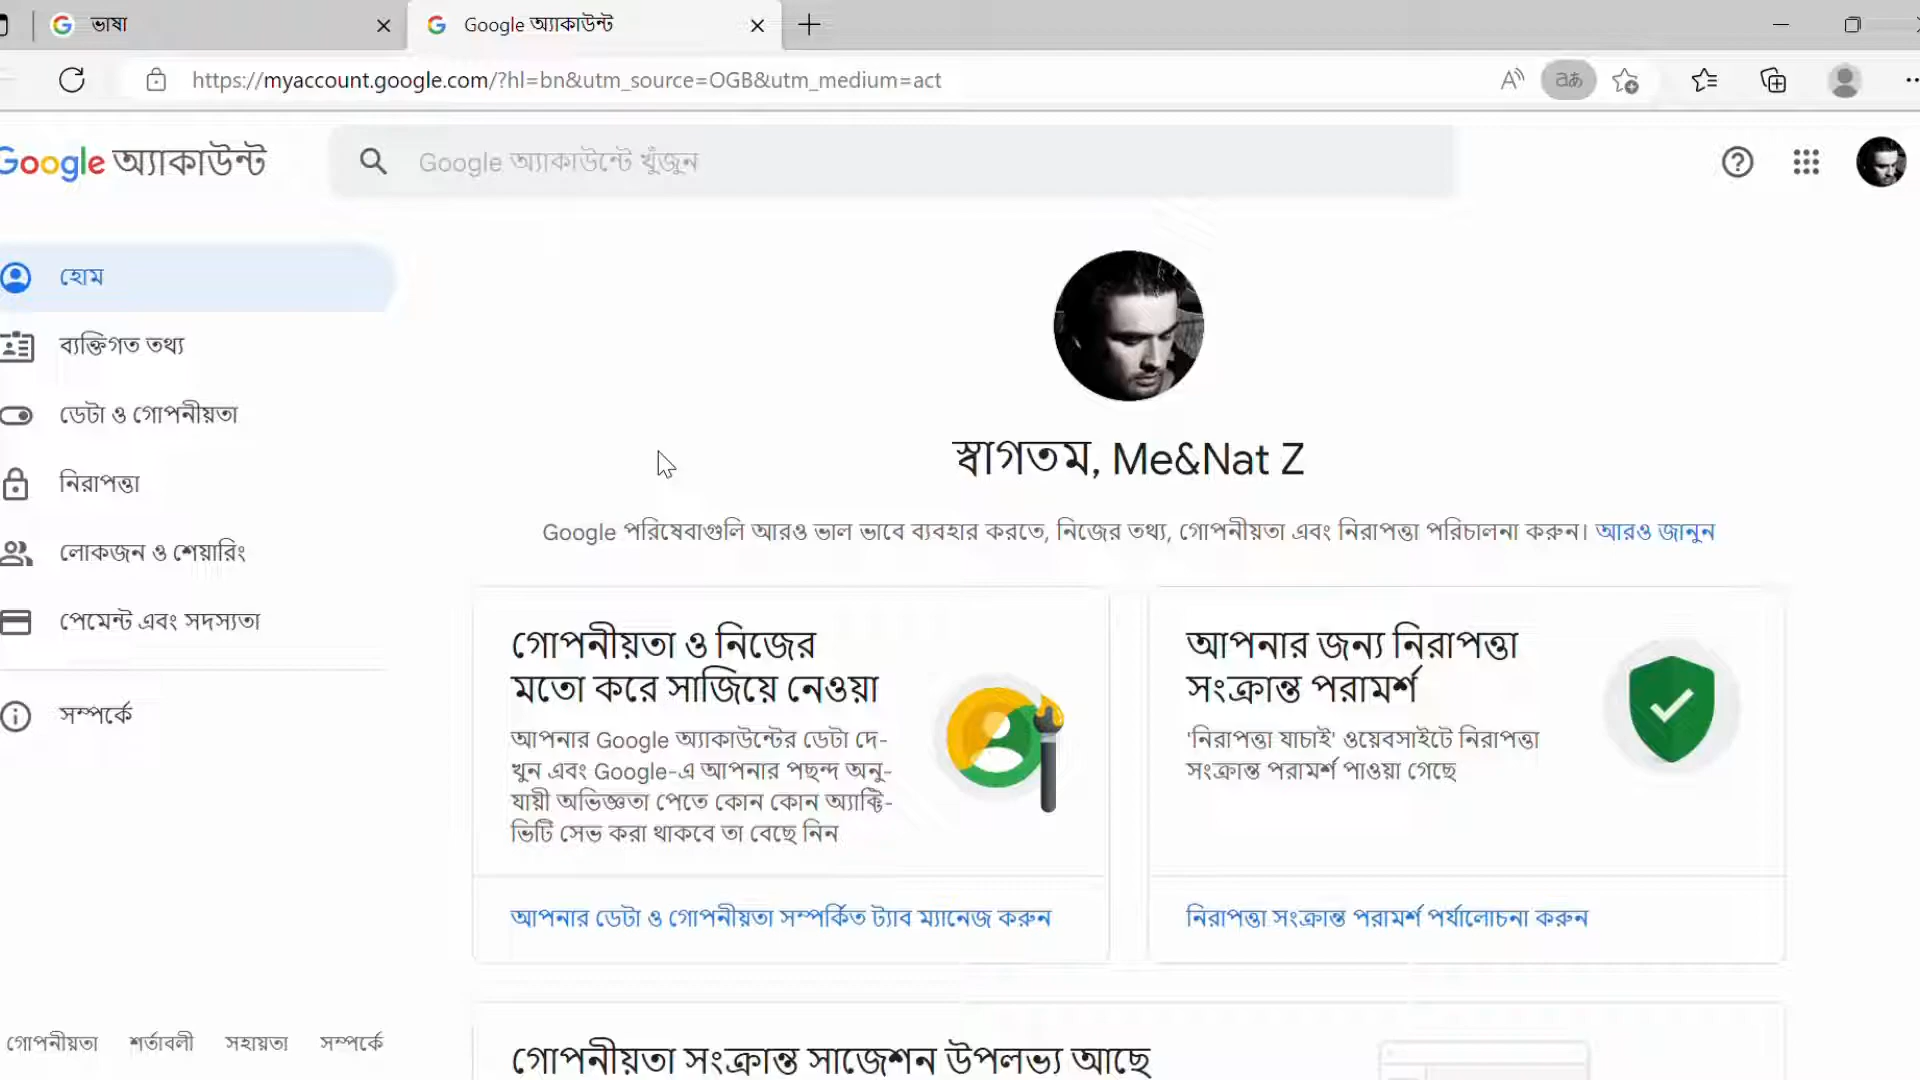 ভাষা
Google অ্যাকাউন্ট
https://myaccount.google.com/?hl=bn&utm_source=OGB&utm_medium=act
Google অ্যাকাউন্ট
Google অ্যাকাউন্টে খুঁজুন
হোম
ব্যক্তিগত তথ্য
ডেটা ও গোপনীয়তা
নিরাপত্তা
লোকজন ও শেয়ারিং
পেমেন্ট এবং সদস্যতা
সম্পর্কে
স্বাগতম, Me&Nat Z
Google পরিষেবাগুলি আরও ভাল ভাবে ব্যবহার করতে, নিজের তথ্য, গোপনীয়তা এবং নিরাপত্তা পরিচালনা করুন। আরও জানুন
গোপনীয়তা ও নিজের
মতো করে সাজিয়ে নেওয়া
আপনার Google অ্যাকাউন্টের ডেটা দে-
খুন এবং Google-এ আপনার পছন্দ অনু-
যায়ী অভিজ্ঞতা পেতে কোন কোন অ্যাক্টি-
ভিটি সেভ করা থাকবে তা বেছে নিন
আপনার ডেটা ও গোপনীয়তা সম্পর্কিত ট্যাব ম্যানেজ করুন
আপনার জন্য নিরাপত্তা
সংক্রান্ত পরামর্শ
'নিরাপত্তা যাচাই' ওয়েবসাইটে নিরাপত্তা
সংক্রান্ত পরামর্শ পাওয়া গেছে
নিরাপত্তা সংক্রান্ত পরামর্শ পর্যালোচনা করুন
গোপনীয়তা সংক্রান্ত সাজেশন উপলভ্য আছে
গোপনীয়তা শর্তাবলী সহায়তা সম্পর্কে